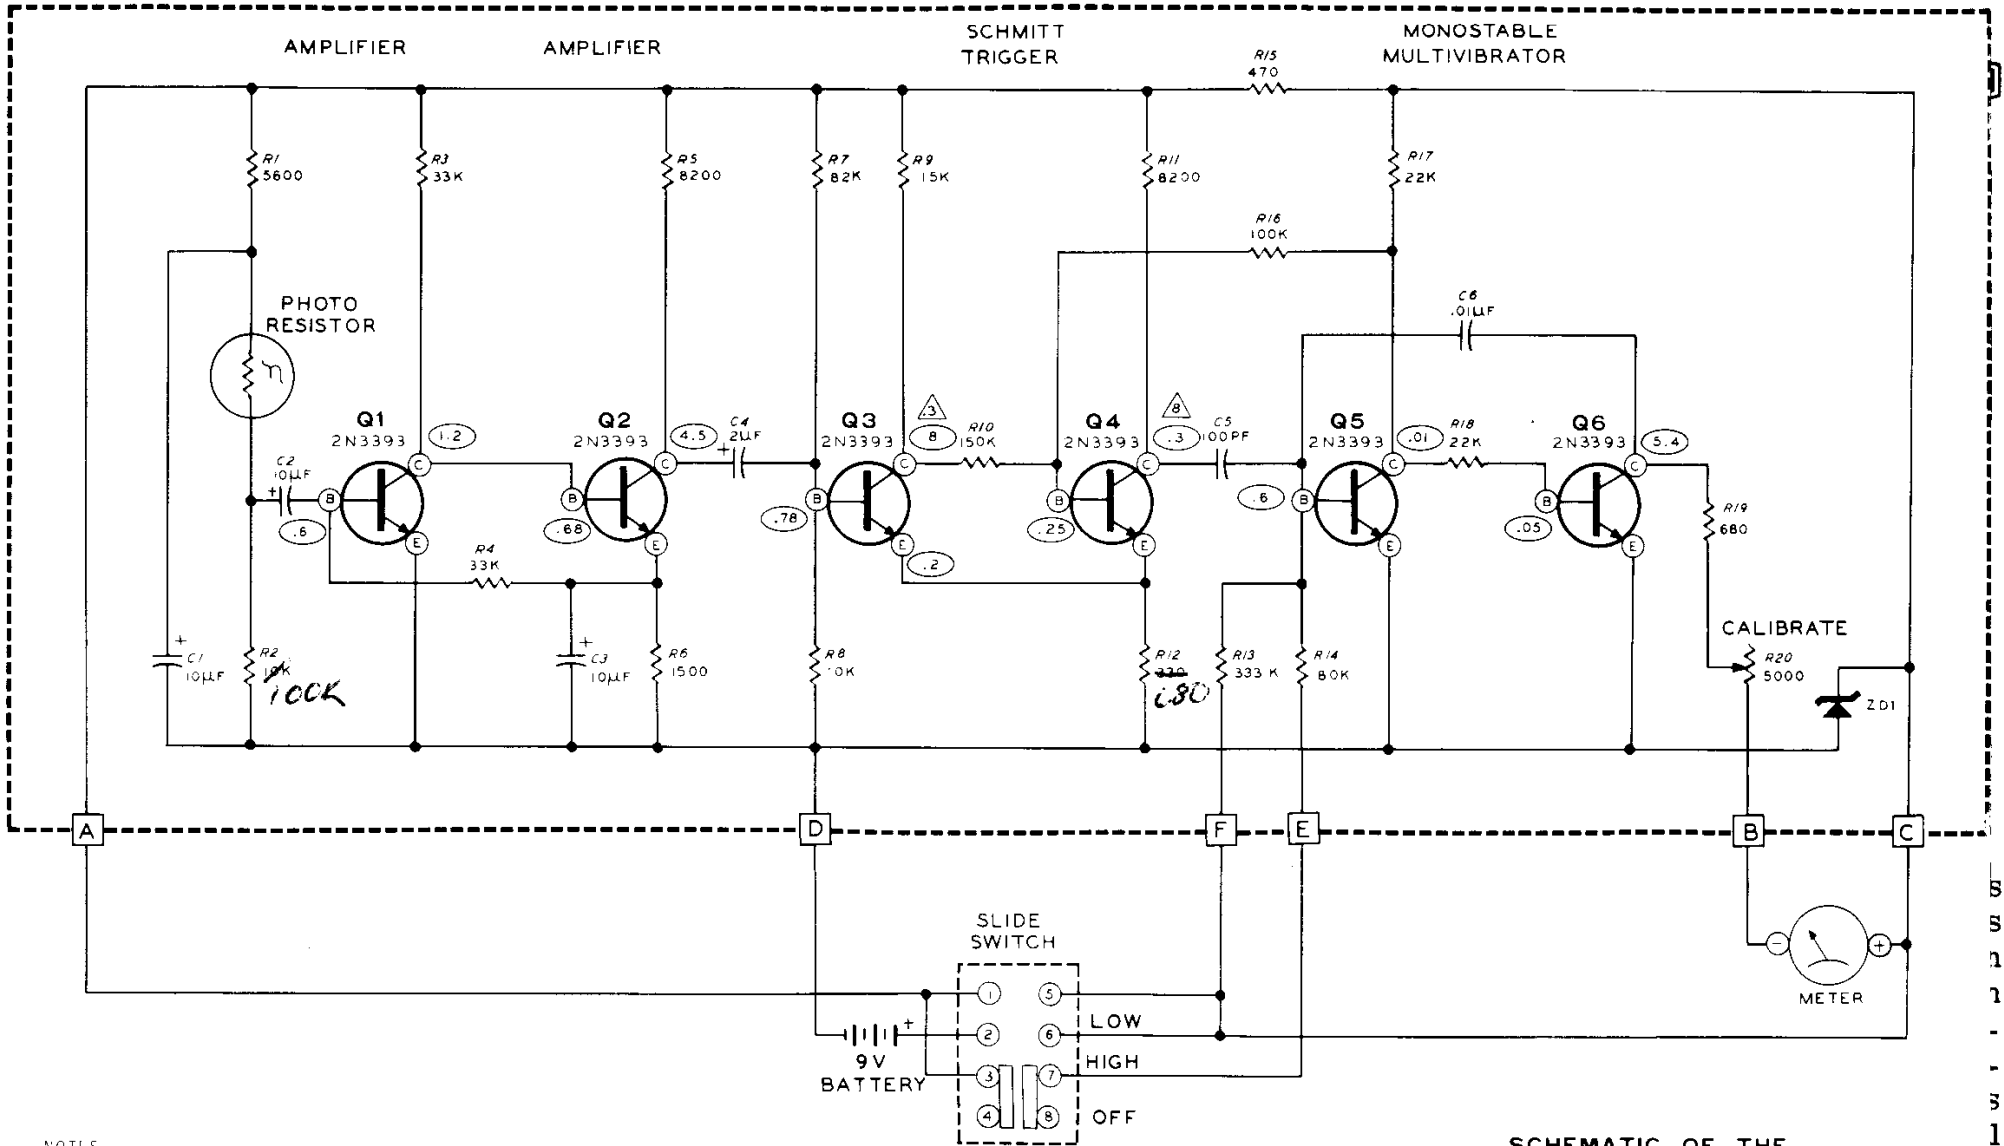 AMPLIFIER
AMPLIFIER
SCHMITT
TRIGGER
MONOSTABLE
MULTIVIBRATOR
R15
470
R1
5600
R3
33K
R5
8200
R7
82K
R9
15K
R11
8200
R17
22K
R16
100K
PHOTO
RESISTOR
η
C6
.01µF
Q1
2N3393
1.2
Q2
2N3393
4.5
C4
2µF
+
Q3
2N3393
.3
8
R10
150K
Q4
2N3393
8
.3
C5
100PF
Q5
2N3393
.01
R18
22K
Q6
2N3393
5.4
C2
10µF
+
B
C
E
.6
B
C
E
.68
B
C
E
.78
.2
B
C
E
.25
B
C
E
.6
B
C
E
.05
R19
680
R4
33K
CALIBRATE
R20
5000
+
C1
10µF
R2
10K
100K
+
C3
10µF
R6
1500
R8
10K
R12
330
680
R13
333 K
R14
80K
ZD1
A
D
F
E
B
C
SLIDE
SWITCH
1
5
2
6
3
7
4
8
LOW
HIGH
OFF
+
9V
BATTERY
-
+
METER
NOTES
SCHEMATIC OF THE